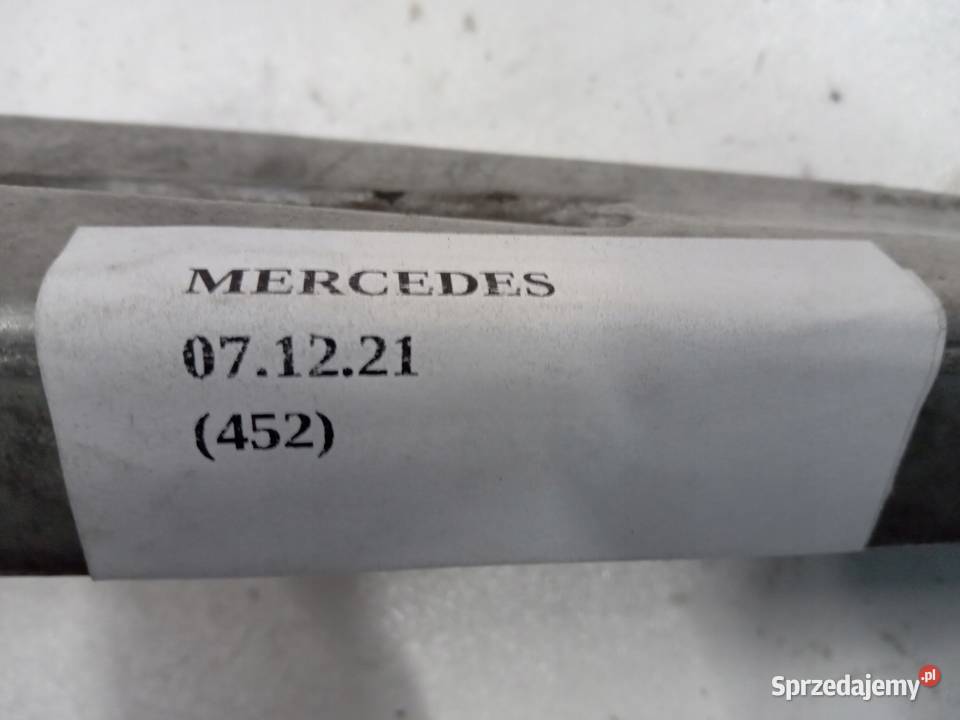 MERCEDES
07.12.21
(452)
Sprzedajemy.pl